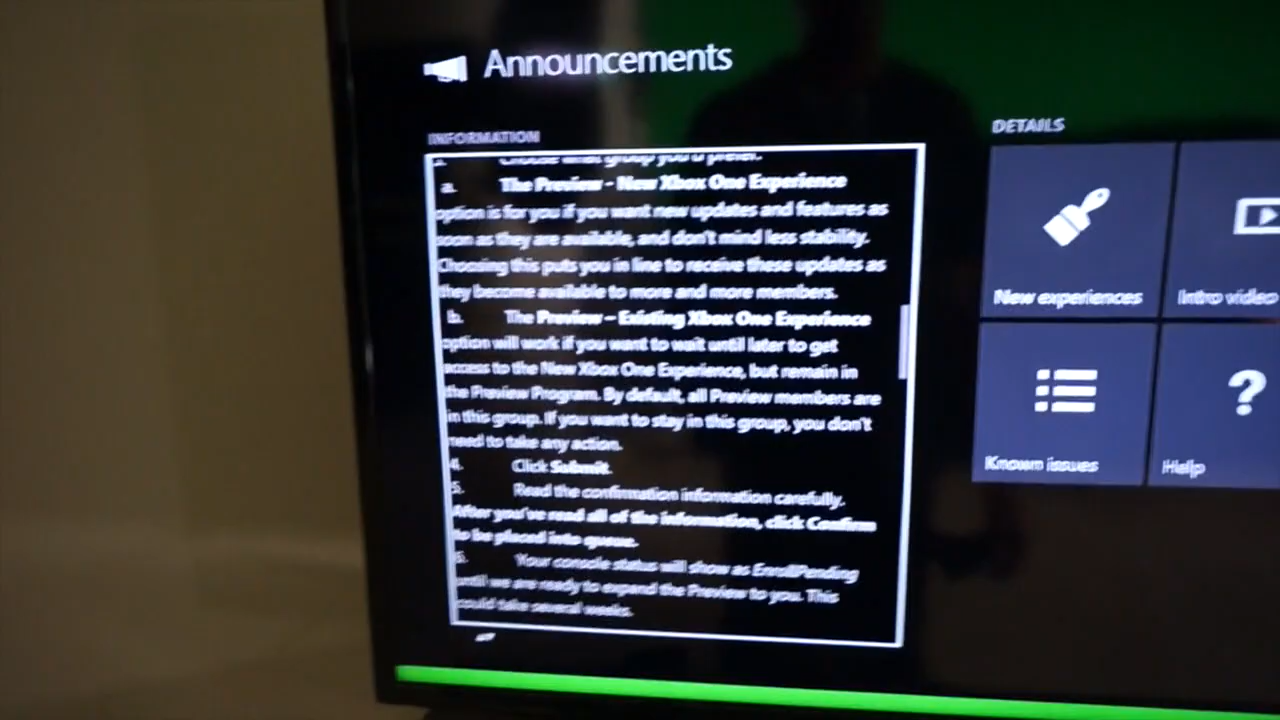 Announcements
INFORMATION
3. Choose what group you'd prefer.
a. The Preview - New Xbox One Experience
option is for you if you want new updates and features as
soon as they are available, and don't mind less stability.
Choosing this puts you in line to receive these updates as
they become available to more and more members.
b. The Preview – Existing Xbox One Experience
option will work if you want to wait until later to get
access to the New Xbox One Experience, but remain in
the Preview Program. By default, all Preview members are
in this group. If you want to stay in this group, you don't
need to take any action.
4. Click Submit.
5. Read the confirmation information carefully.
After you've read all of the information, click Confirm
to be placed into queue.
6. Your console status will show as EnrollPending
until we are ready to expand the Preview to you. This
could take several weeks.
DETAILS
New experiences
Intro video
Known issues
Help